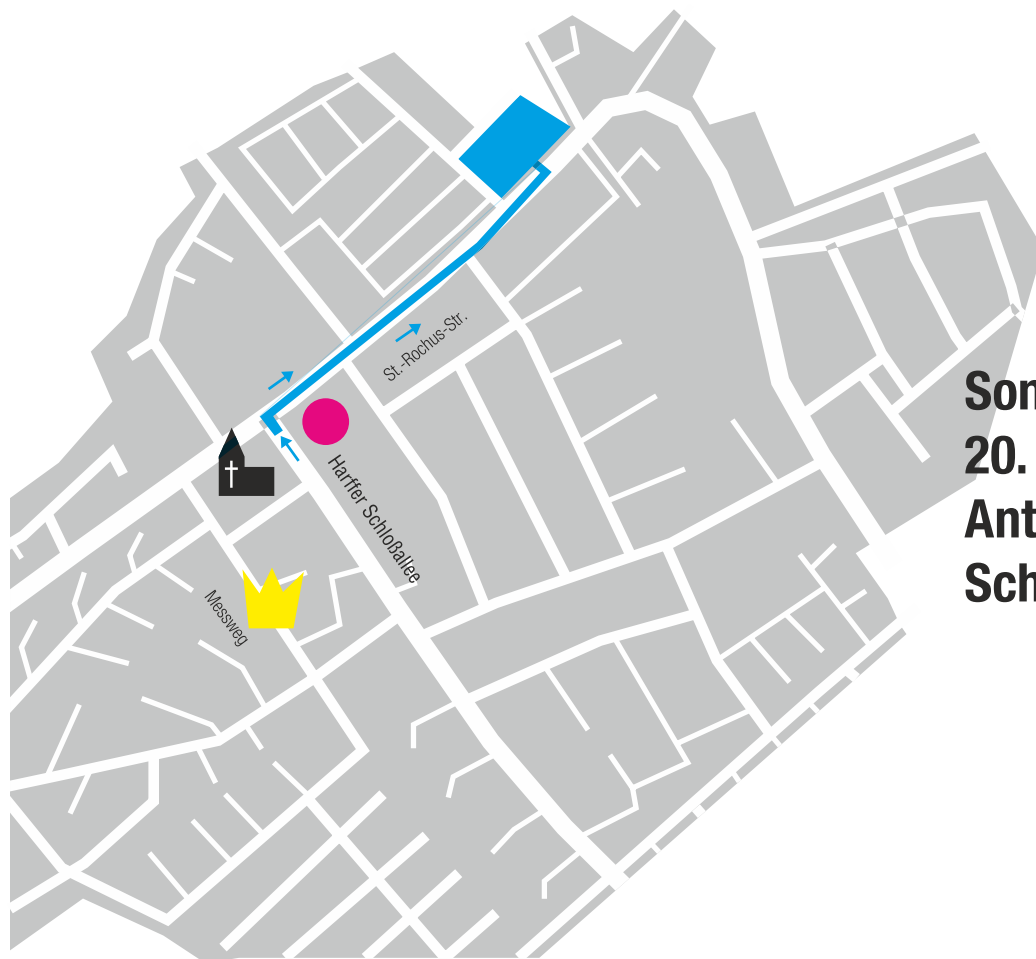 St.-Rochus-Str.
Harffer Schloßallee
Messweg
Son
20.
Ant
Sch